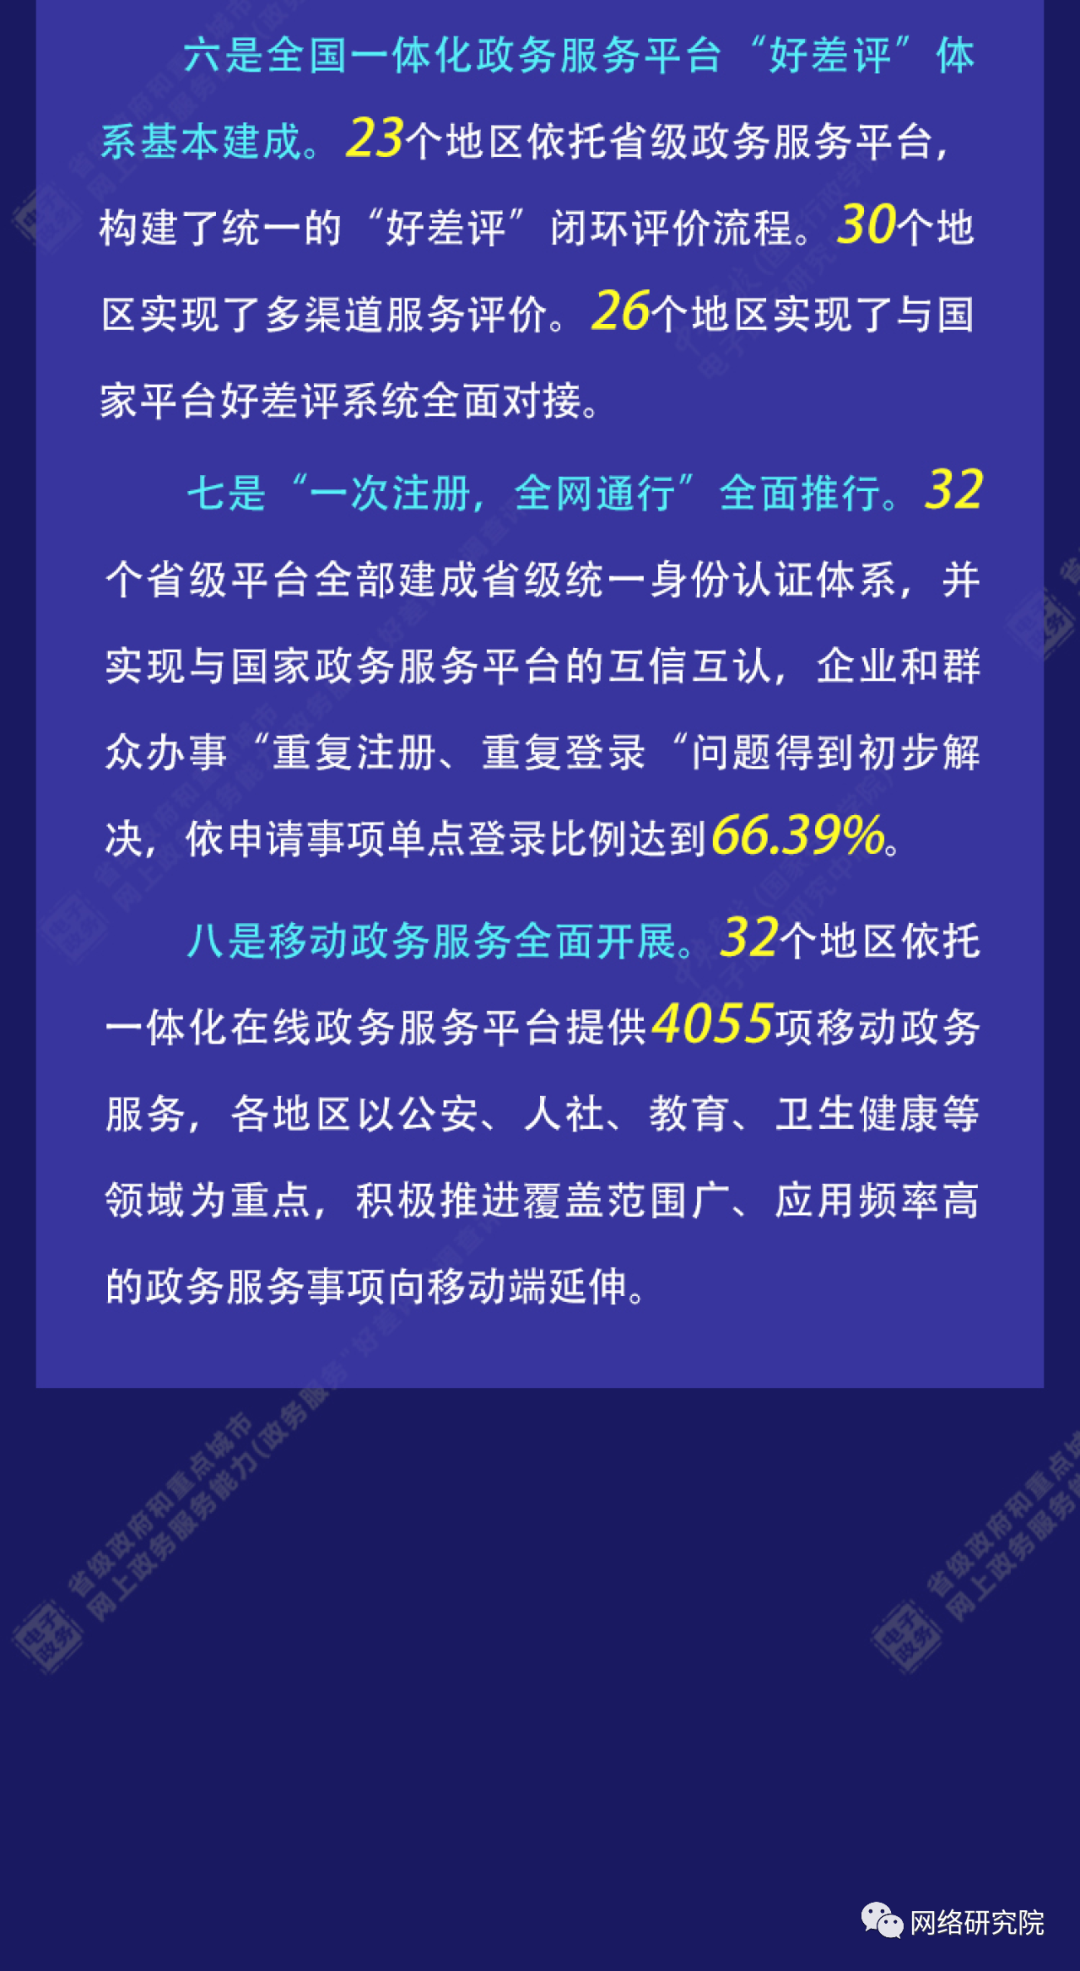 六是全国一体化政务服务平台“好差评”体
系基本建成。23个地区依托省级政务服务平台，
构建了统一的“好差评”闭环评价流程。30个地
区实现了多渠道服务评价。26个地区实现了与国
家平台好差评系统全面对接。
七是“一次注册，全网通行”全面推行。32
个省级平台全部建成省级统一身份认证体系，并
实现与国家政务服务平台的互信互认，企业和群
众办事“重复注册、重复登录“问题得到初步解
决，依申请事项单点登录比例达到66.39%。
八是移动政务服务全面开展。32个地区依托
一体化在线政务服务平台提供4055项移动政务
服务，各地区以公安、人社、教育、卫生健康等
领域为重点，积极推进覆盖范围广、应用频率高
的政务服务事项向移动端延伸。
电子政务
省级政府和重点城市
网上政务服务能力(政务服务“好差评”)调查评
电子政务
省级政府和重点城
网上政务服务能
网络研究院